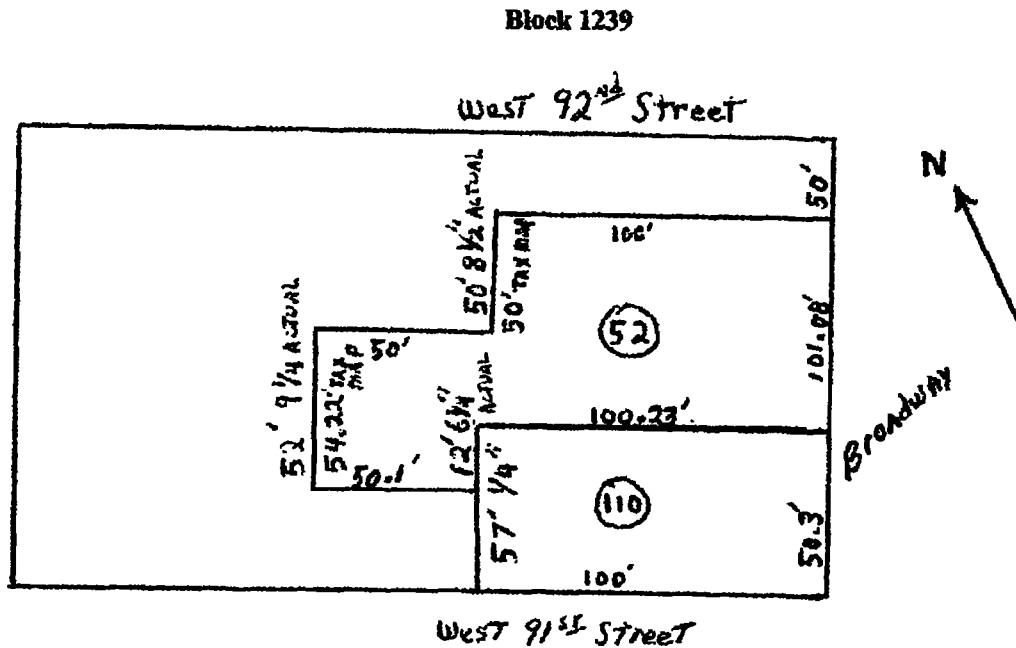 Block 1239
West 92nd Street
N
50'
50' 8½" ACTUAL
50' TAX MAP
100'
52' 9¼ ACTUAL
54.22' TAX MAP
50'
52
101.08'
12' 6¼" ACTUAL
100.23'
Broadway
50.1'
57' ¼"
110
50.3'
100'
West 91st Street